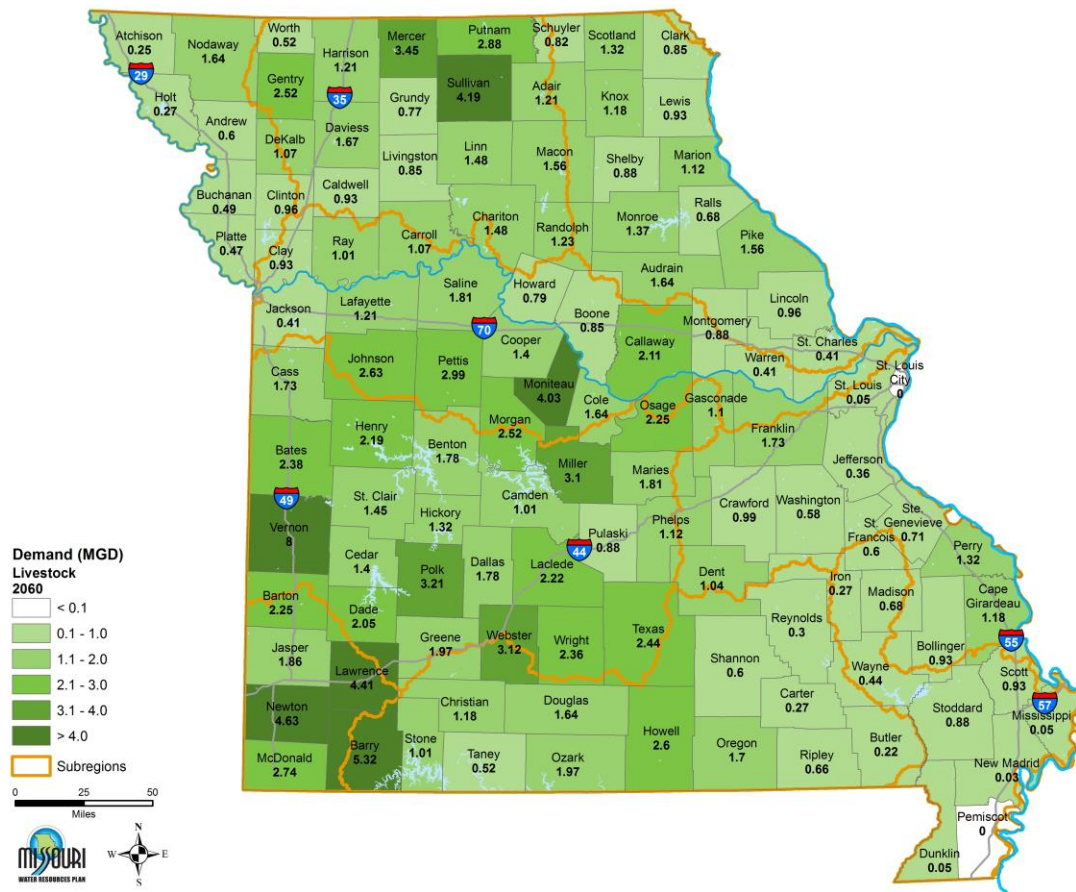 Atchison
0.25
Nodaway
1.64
Worth
0.52
Harrison
1.21
Mercer
3.45
Putnam
2.88
Schuyler
0.82
Scotland
1.32
Clark
0.85
29
Holt
0.27
Gentry
2.52
35
Sullivan
4.19
Grundy
0.77
Adair
1.21
Knox
1.18
Lewis
0.93
Andrew
0.6
DeKalb
1.07
Daviess
1.67
Livingston
0.85
Linn
1.48
Macon
1.56
Shelby
0.88
Marion
1.12
Buchanan
0.49
Clinton
0.96
Caldwell
0.93
Chariton
1.48
Randolph
1.23
Monroe
1.37
Ralls
0.68
Pike
1.56
Platte
0.47
Clay
0.93
Ray
1.01
Carroll
1.07
Audrain
1.64
Jackson
0.41
Lafayette
1.21
Saline
1.81
Howard
0.79
Boone
0.85
Callaway
2.11
Montgomery
0.88
Lincoln
0.96
70
Cooper
1.4
Warren
0.41
St. Charles
0.41
St. Louis
City
0
St. Louis
0.05
Cass
1.73
Johnson
2.63
Pettis
2.99
Moniteau
4.03
Cole
1.64
Osage
2.25
Gasconade
1.1
Franklin
1.73
Jefferson
0.36
Bates
2.38
Henry
2.19
Benton
1.78
Morgan
2.52
Miller
3.1
Maries
1.81
Crawford
0.99
Washington
0.58
Ste.
Genevieve
0.71
St.
Francois
0.6
Perry
1.32
49
Vernon
8
St. Clair
1.45
Hickory
1.32
Camden
1.01
Pulaski
0.88
Phelps
1.12
44
Cedar
1.4
Polk
3.21
Dallas
1.78
Laclede
2.22
Dent
1.04
Iron
0.27
Madison
0.68
Cape
Girardeau
1.18
Barton
2.25
Dade
2.05
Greene
1.97
Webster
3.12
Wright
2.36
Texas
2.44
Reynolds
0.3
Shannon
0.6
Wayne
0.44
Bollinger
0.93
55
Scott
0.93
57
Mississippi
0.05
Jasper
1.86
Lawrence
4.41
Newton
4.63
McDonald
2.74
Barry
5.32
Stone
1.01
Christian
1.18
Taney
0.52
Douglas
1.64
Ozark
1.97
Howell
2.6
Oregon
1.7
Carter
0.27
Ripley
0.66
Butler
0.22
Stoddard
0.88
New Madrid
0.03
Pemiscot
0
Dunklin
0.05
Demand (MGD)
Livestock
2060
< 0.1
0.1 - 1.0
1.1 - 2.0
2.1 - 3.0
3.1 - 4.0
> 4.0
Subregions
0 25 50
Miles
MISSOURI
WATER RESOURCES PLAN
N
W E
S